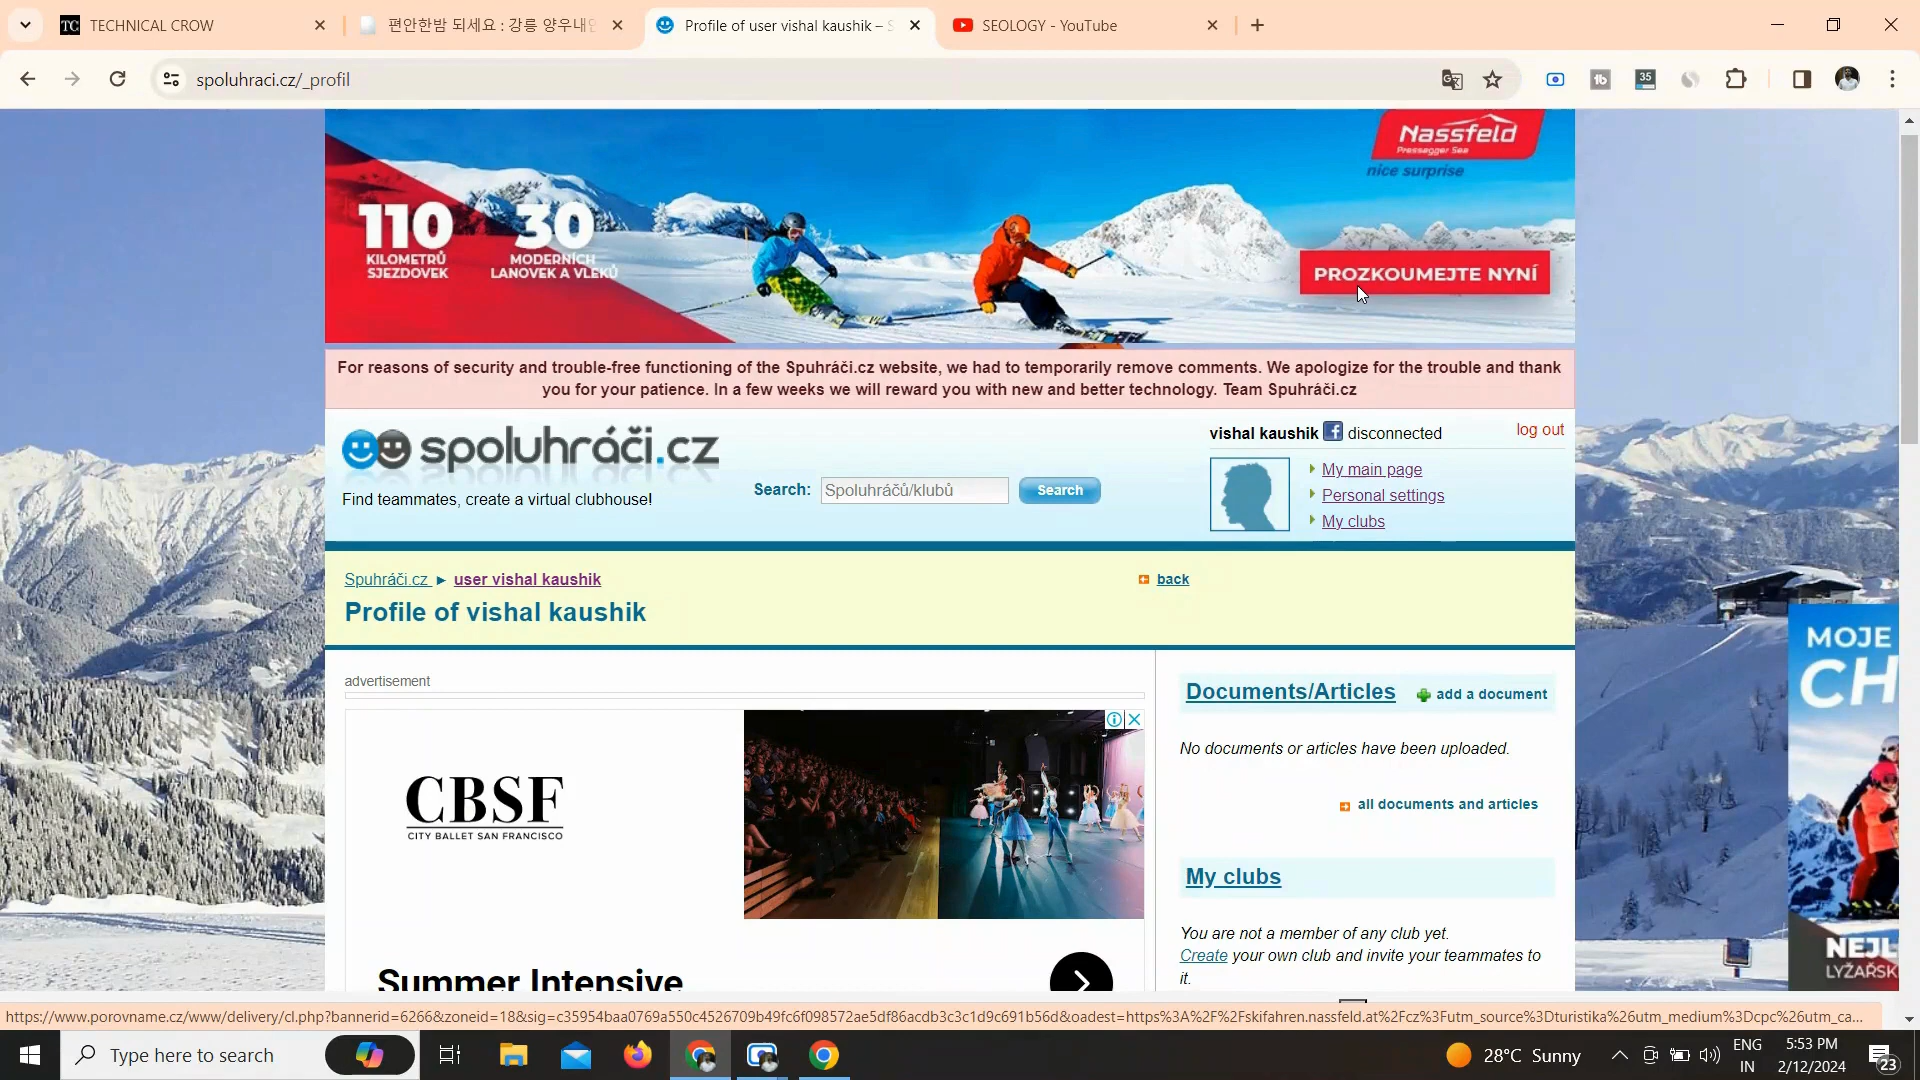 TECHNICAL CROW
편안한밤 되세요 : 강릉 양우내안
Profile of user vishal kaushik – S
SEOLOGY - YouTube
spoluhraci.cz/_profil
35
Nassfeld
Pressegger See
nice surprise
110
KILOMETRŮ
SJEZDOVEK
30
MODERNÍCH
LANOVEK A VLEKŮ
PROZKOUMEJTE NYNÍ
For reasons of security and trouble-free functioning of the Spuhráči.cz website, we had to temporarily remove comments. We apologize for the trouble and thank
you for your patience. In a few weeks we will reward you with new and better technology. Team Spuhráči.cz
spoluhráči.cz
Find teammates, create a virtual clubhouse!
Search:
Spoluhráčů/klubů
Search
vishal kaushik
disconnected
log out
My main page
Personal settings
My clubs
Spuhráči.cz ► user vishal kaushik
back
Profile of vishal kaushik
advertisement
CBSF
CITY BALLET SAN FRANCISCO
Summer Intensive
Documents/Articles
add a document
No documents or articles have been uploaded.
all documents and articles
My clubs
You are not a member of any club yet.
Create your own club and invite your teammates to
it.
MOJE
CH
NEJL
LYŽAŘSK
https://www.porovname.cz/www/delivery/cl.php?bannerid=6266&zoneid=18&sig=c35954baa0769a550c4526709b49fc6f098572ae5df86acdb3c3c1d9c691b56d&oadest=https%3A%2F%2Fskifahren.nassfeld.at%2Fcz%3Futm_source%3Dturistika%26utm_medium%3Dcpc%26utm_ca...
Type here to search
28°C Sunny
ENG
IN
5:53 PM
2/12/2024
23